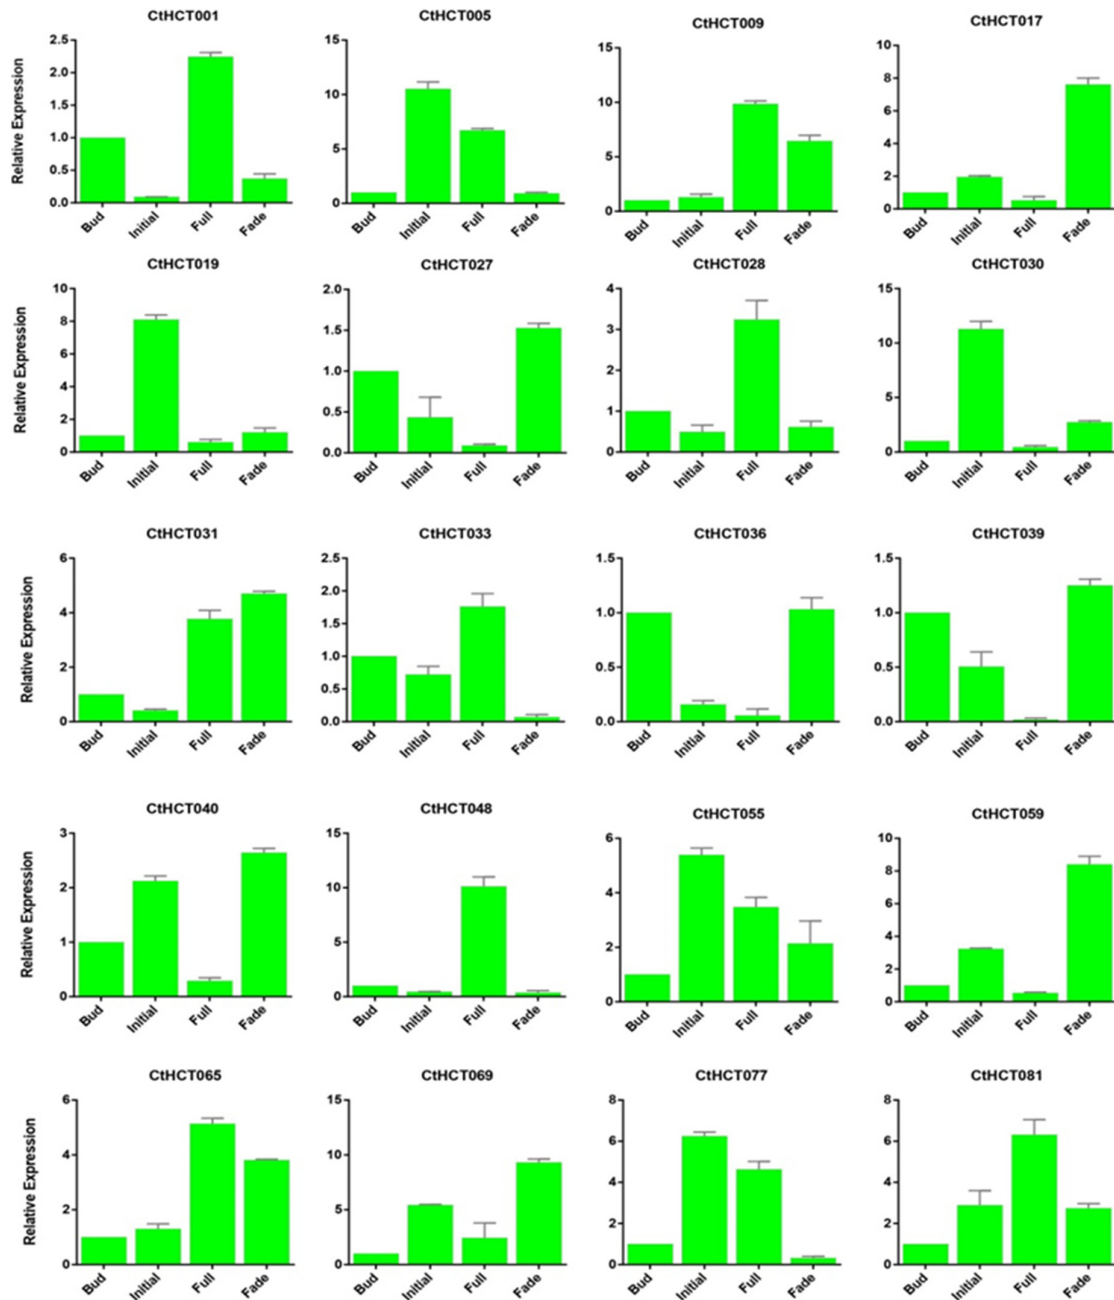 CtHCT001
CtHCT005
CtHCT009
CtHCT017
Relative Expression
2.5
2.0
1.5
1.0
0.5
0.0
Bud
Initial
Full
Fade
15
10
5
0
Bud
Initial
Full
Fade
15
10
5
0
Bud
Initial
Full
Fade
10
8
6
4
2
0
Bud
Initial
Full
Fade
CtHCT019
CtHCT027
CtHCT028
CtHCT030
Relative Expression
10
8
6
4
2
0
Bud
Initial
Full
Fade
2.0
1.5
1.0
0.5
0.0
Bud
Initial
Full
Fade
4
3
2
1
0
Bud
Initial
Full
Fade
15
10
5
0
Bud
Initial
Full
Fade
CtHCT031
CtHCT033
CtHCT036
CtHCT039
Relative Expression
6
4
2
0
Bud
Initial
Full
Fade
2.5
2.0
1.5
1.0
0.5
0.0
Bud
Initial
Full
Fade
1.5
1.0
0.5
0.0
Bud
Initial
Full
Fade
1.5
1.0
0.5
0.0
Bud
Initial
Full
Fade
CtHCT040
CtHCT048
CtHCT055
CtHCT059
Relative Expression
3
2
1
0
Bud
Initial
Full
Fade
15
10
5
0
Bud
Initial
Full
Fade
6
4
2
0
Bud
Initial
Full
Fade
10
8
6
4
2
0
Bud
Initial
Full
Fade
CtHCT065
CtHCT069
CtHCT077
CtHCT081
Relative Expression
6
4
2
0
Bud
Initial
Full
Fade
15
10
5
0
Bud
Initial
Full
Fade
8
6
4
2
0
Bud
Initial
Full
Fade
8
6
4
2
0
Bud
Initial
Full
Fade